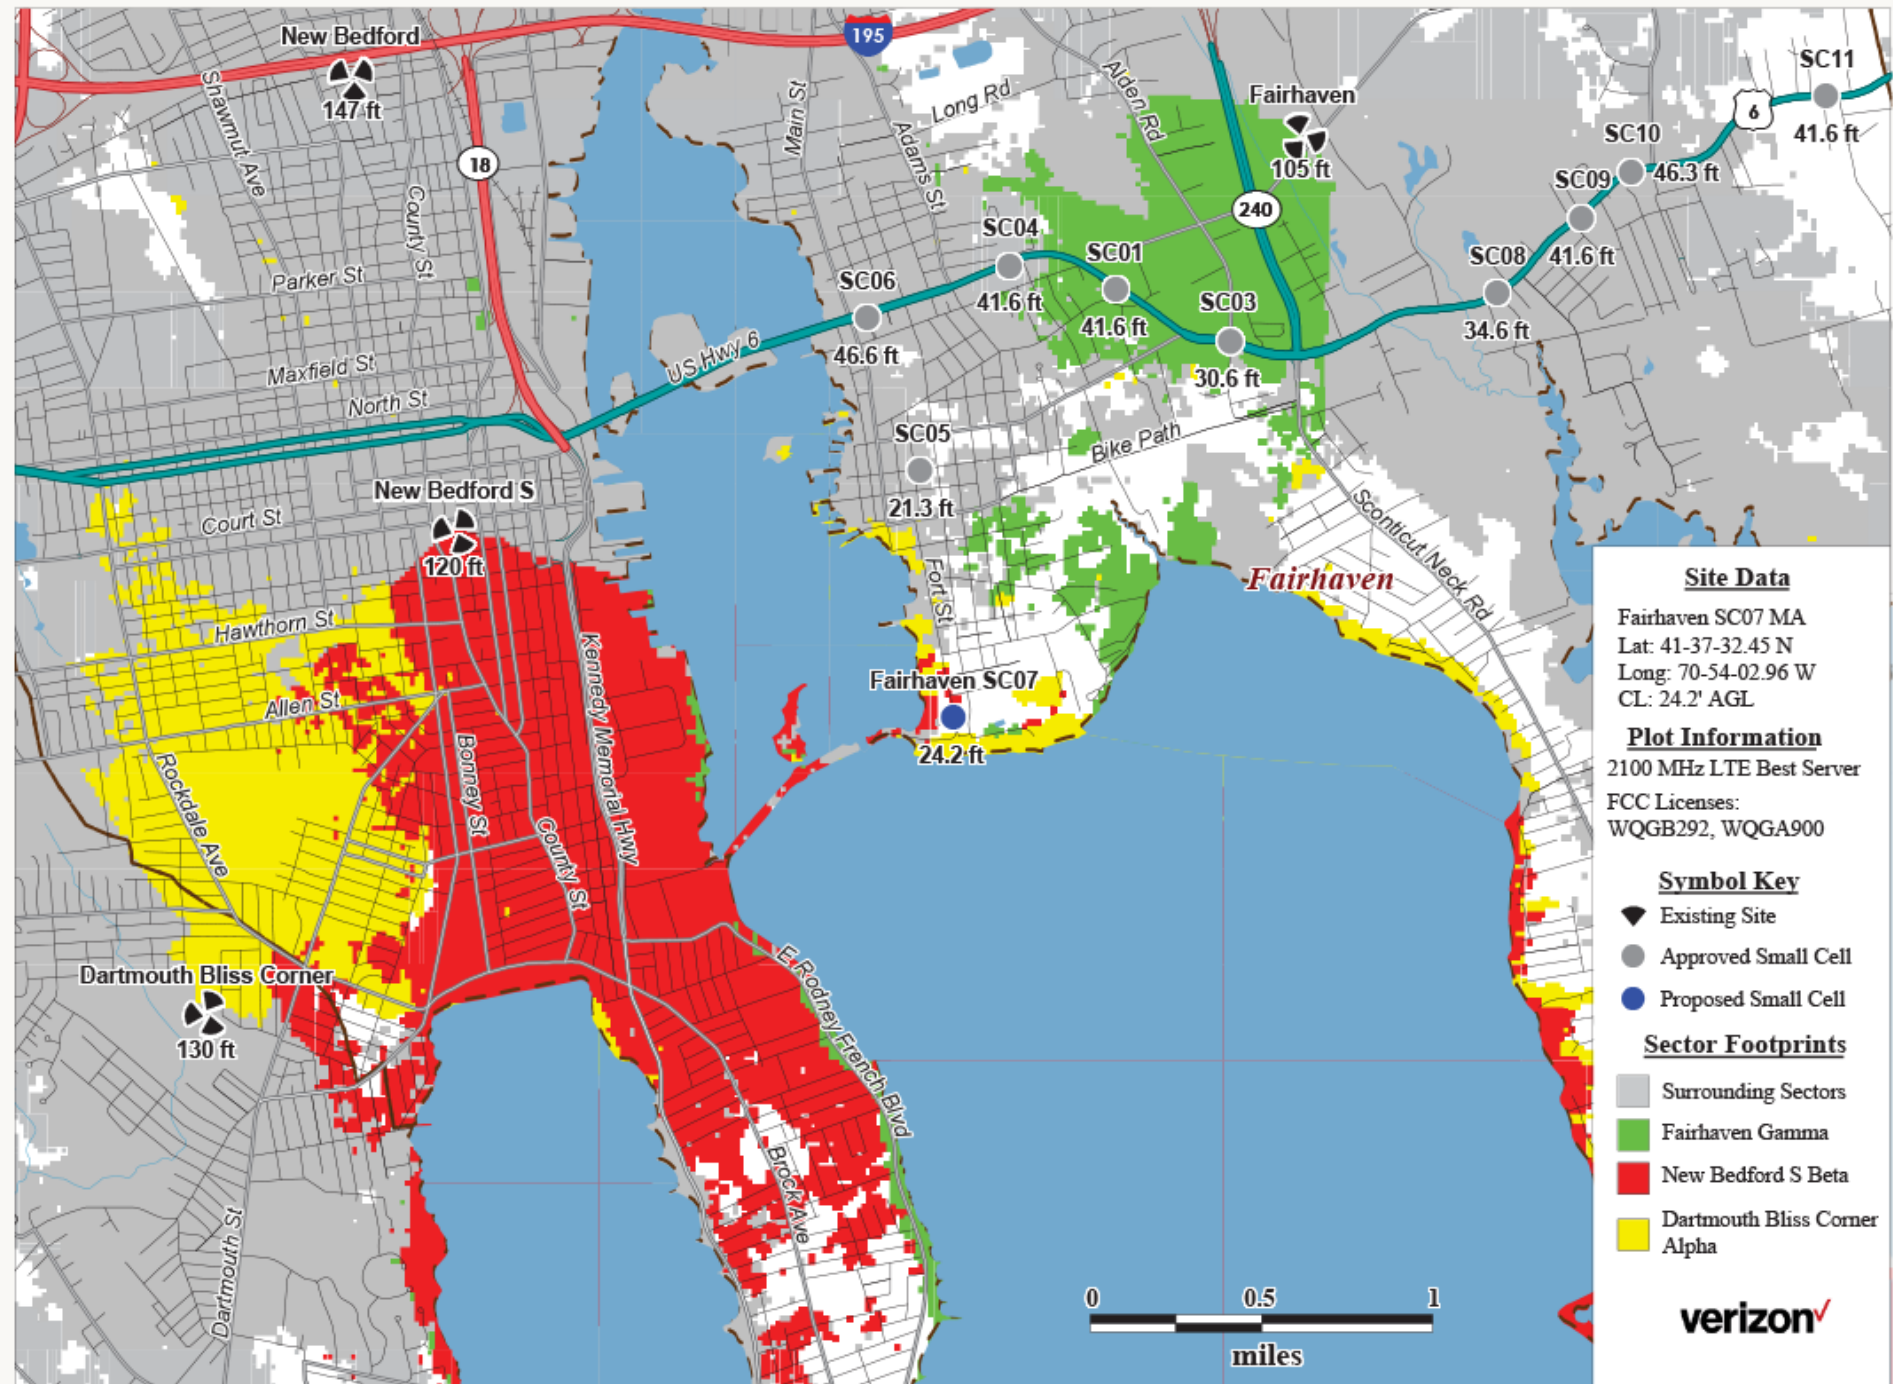 New Bedford
147 ft
195
Shawmut Ave
18
County St
Main St
Adams St
Long Rd
Alden Rd
Fairhaven
105 ft
240
SC11
41.6 ft
6
SC10
46.3 ft
SC09
41.6 ft
SC08
34.6 ft
SC04
41.6 ft
SC01
41.6 ft
SC03
30.6 ft
SC06
46.6 ft
Parker St
Maxfield St
North St
US Hwy 6
SC05
21.3 ft
Bike Path
New Bedford S
120 ft
Court St
Hawthorn St
Allen St
Rockdale Ave
Bonney St
County St
Kennedy Memorial Hwy
Fort St
Fairhaven
Sconticut Neck Rd
Fairhaven SC07
24.2 ft
Dartmouth Bliss Corner
130 ft
Dartmouth St
E Rodney French Blvd
Brock Ave
0 0.5 1
miles
Site Data
Fairhaven SC07 MA
Lat: 41-37-32.45 N
Long: 70-54-02.96 W
CL: 24.2' AGL
Plot Information
2100 MHz LTE Best Server
FCC Licenses:
WQGB292, WQGA900
Symbol Key
Existing Site
Approved Small Cell
Proposed Small Cell
Sector Footprints
Surrounding Sectors
Fairhaven Gamma
New Bedford S Beta
Dartmouth Bliss Corner
Alpha
verizon